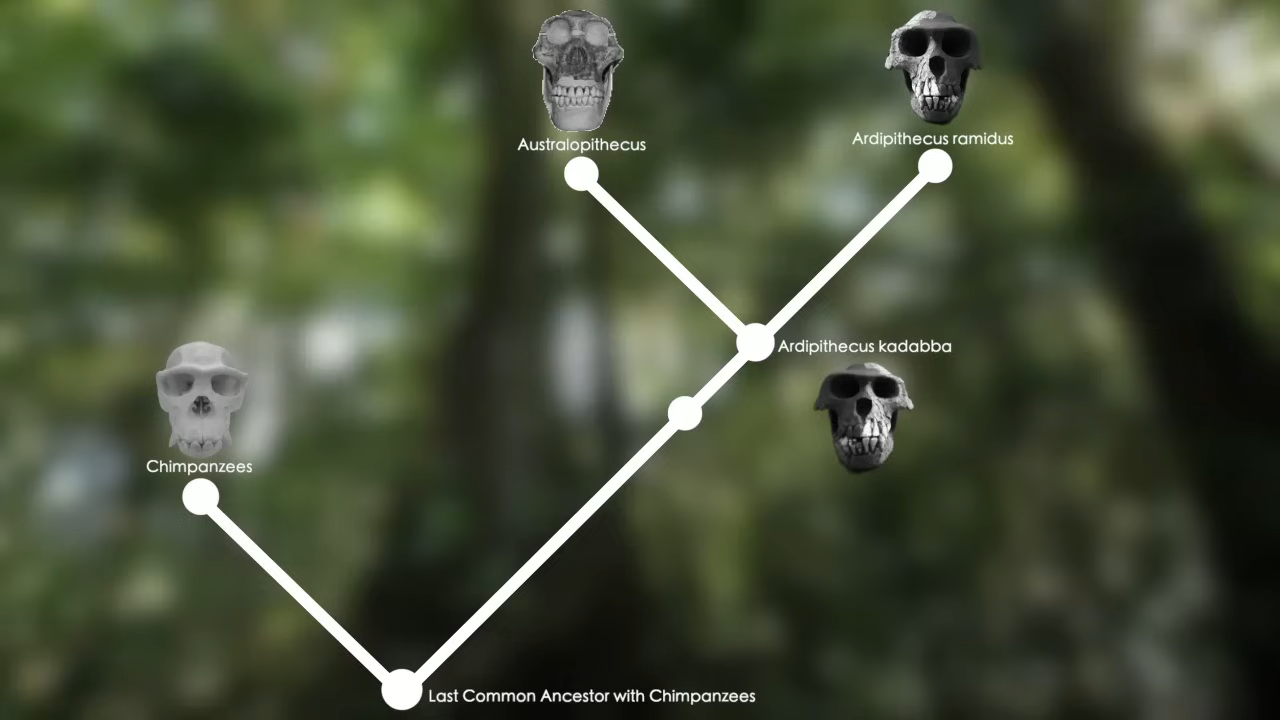 Australopithecus
Ardipithecus ramidus
Ardipithecus kadabba
Chimpanzees
Last Common Ancestor with Chimpanzees